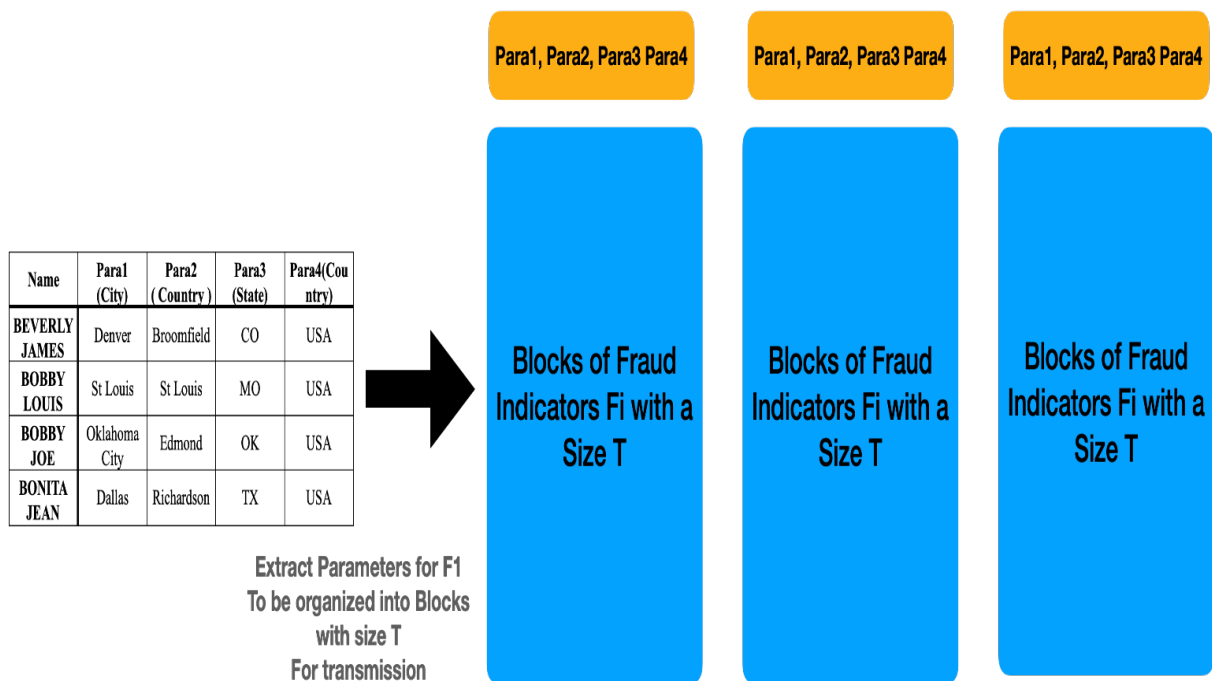 Para1, Para2, Para3 Para4
Para1, Para2, Para3 Para4
Para1, Para2, Para3 Para4
Name
Para1
(City)
Para2
( Country )
Para3
(State)
Para4(Cou
ntry)
BEVERLY
JAMES
Denver
Broomfield
CO
USA
BOBBY
LOUIS
St Louis
St Louis
MO
USA
BOBBY
JOE
Oklahoma
City
Edmond
OK
USA
BONITA
JEAN
Dallas
Richardson
TX
USA
Extract Parameters for F1
To be organized into Blocks
with size T
For transmission
Blocks of Fraud
Indicators Fi with a
Size T
Blocks of Fraud
Indicators Fi with a
Size T
Blocks of Fraud
Indicators Fi with a
Size T